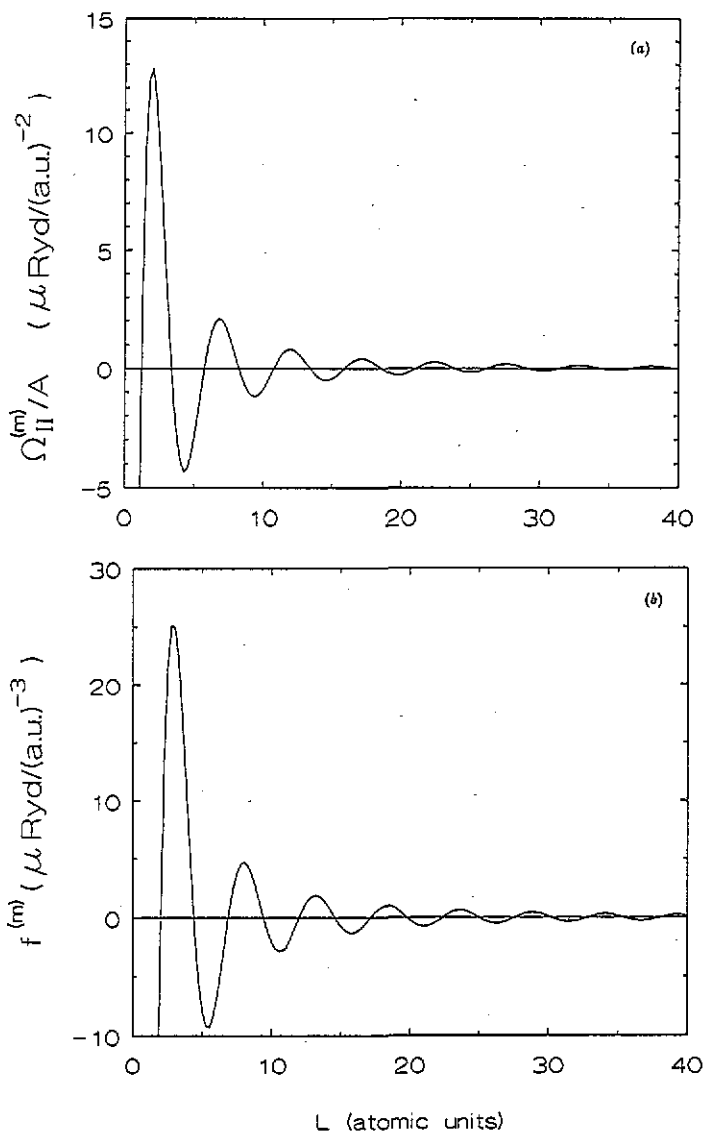 (a)
15
10
5
0
−5
Ω_II^(m)/A (μ Ryd/(a.u.)^−2)
0 10 20 30 40
(b)
30
20
10
0
−10
f^(m) (μ Ryd/(a.u.)^−3)
0 10 20 30 40
L (atomic units)